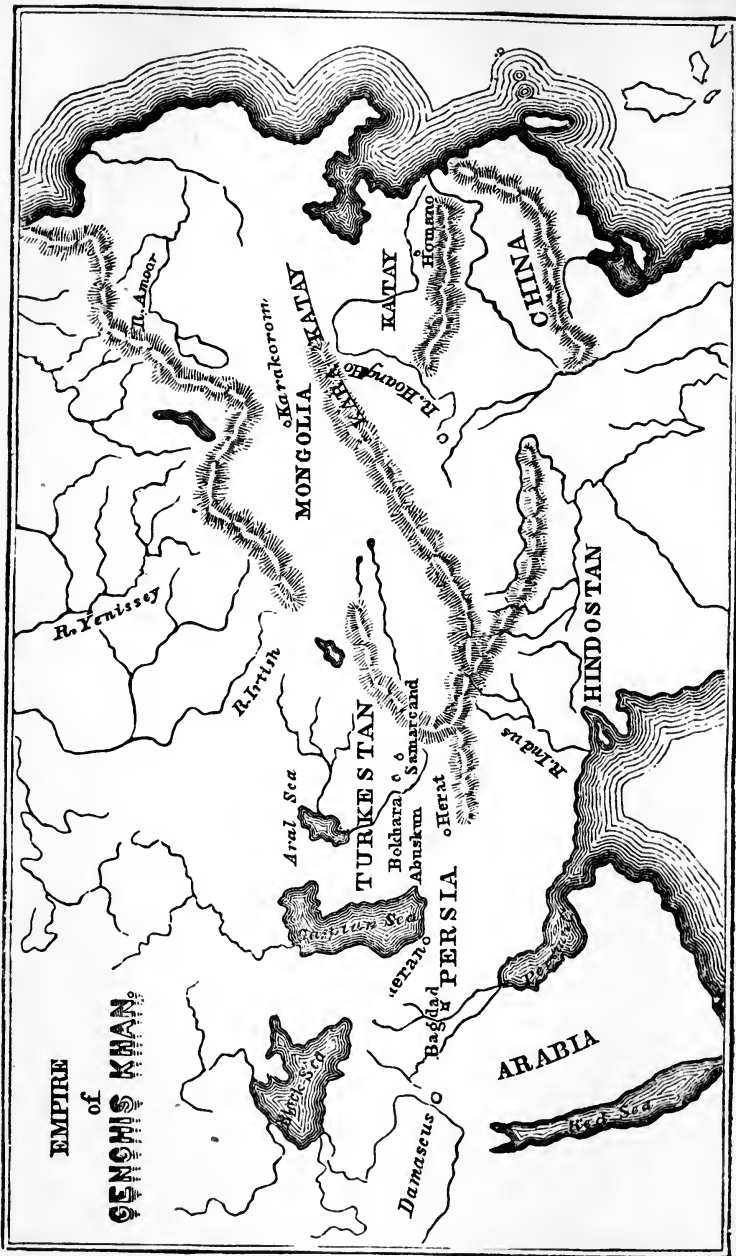 EMPIRE
of
GENGHIS KHAN.
R. Yenissey
R. Irtish
R. Amoor
Aral Sea
Black Sea
Caspian Sea
TURKESTAN
MONGOLIA
Karakorom,
KARA KATAY
Bokhara
Samarcand
Abuskun
Herat
PERSIA
Bagdad
Damascus
ARABIA
Red Sea
R. Indus
HINDOSTAN
R. Hoang Ho
KATAY
Homano
CHINA